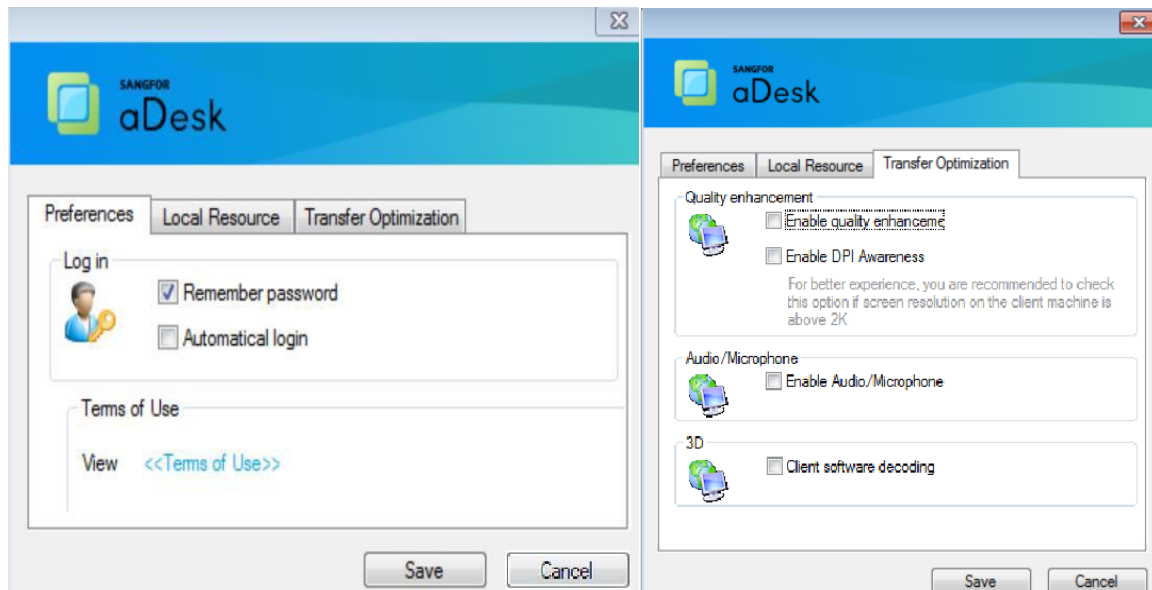 SANGFOR
aDesk
Preferences
Local Resource
Transfer Optimization
Log in
Remember password
Automatical login
Terms of Use
View <<Terms of Use>>
Save
Cancel
SANGFOR
aDesk
Preferences
Local Resource
Transfer Optimization
Quality enhancement
Enable quality enhanceme
Enable DPI Awareness
For better experience, you are recommended to check
this option if screen resolution on the client machine is
above 2K
Audio/Microphone
Enable Audio/Microphone
3D
Client software decoding
Save
Cancel